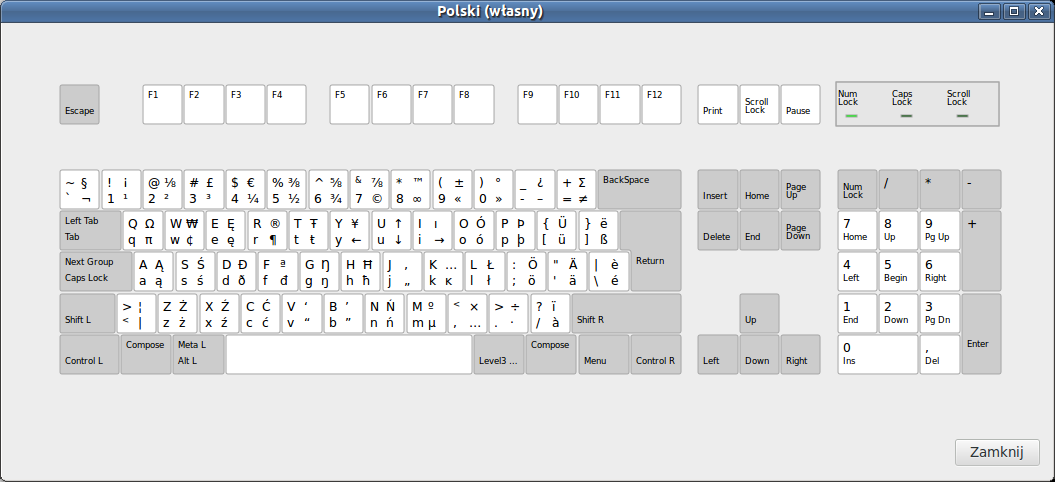 Polski (własny)
Escape F1 F2 F3 F4 F5 F6 F7 F8 F9 F10 F11 F12 Print Scroll Lock Pause Num Lock Caps Lock Scroll Lock
~ § ! ¡ @ ⅛ # £ $ € % ⅜ ^ ⅝ & ⅞ * ™ ( ± ) ° _ ¿ + Σ BackSpace Insert Home Page Up Num Lock / * -
` ¬ 1 ¹ 2 ² 3 ³ 4 ¼ 5 ½ 6 ¾ 7 © 8 ∞ 9 « 0 » - – = ≠
Left Tab Q Ω W ₩ E Ę R ® T Ŧ Y ¥ U ↑ I ı O Ó P Þ { Ü } ë Delete End Page Down 7 Home 8 Up 9 Pg Up +
Tab q π w ¢ e ę r ¶ t ŧ y ← u ↓ i → o ó p þ [ ü ] ß
Next Group A Ą S Ś D Đ F ª G Ŋ H Ħ J ‚ K … L Ł : Ö " Ä | è Return 4 Left 5 Begin 6 Right
Caps Lock a ą s ś d ð f đ g ŋ h ħ j „ k ĸ l ł ; ö ' ä \ é
Shift L > ¦ Z Ż X Ź C Ć V ‘ B ’ N Ń M º < × > ÷ ? ï Shift R Up 1 End 2 Down 3 Pg Dn Enter
< | z ż x ź c ć v “ b ” n ń m µ , … . · / à
Control L Compose Meta L Alt L Level3 ... Compose Menu Control R Left Down Right 0 Ins , Del
Zamknij